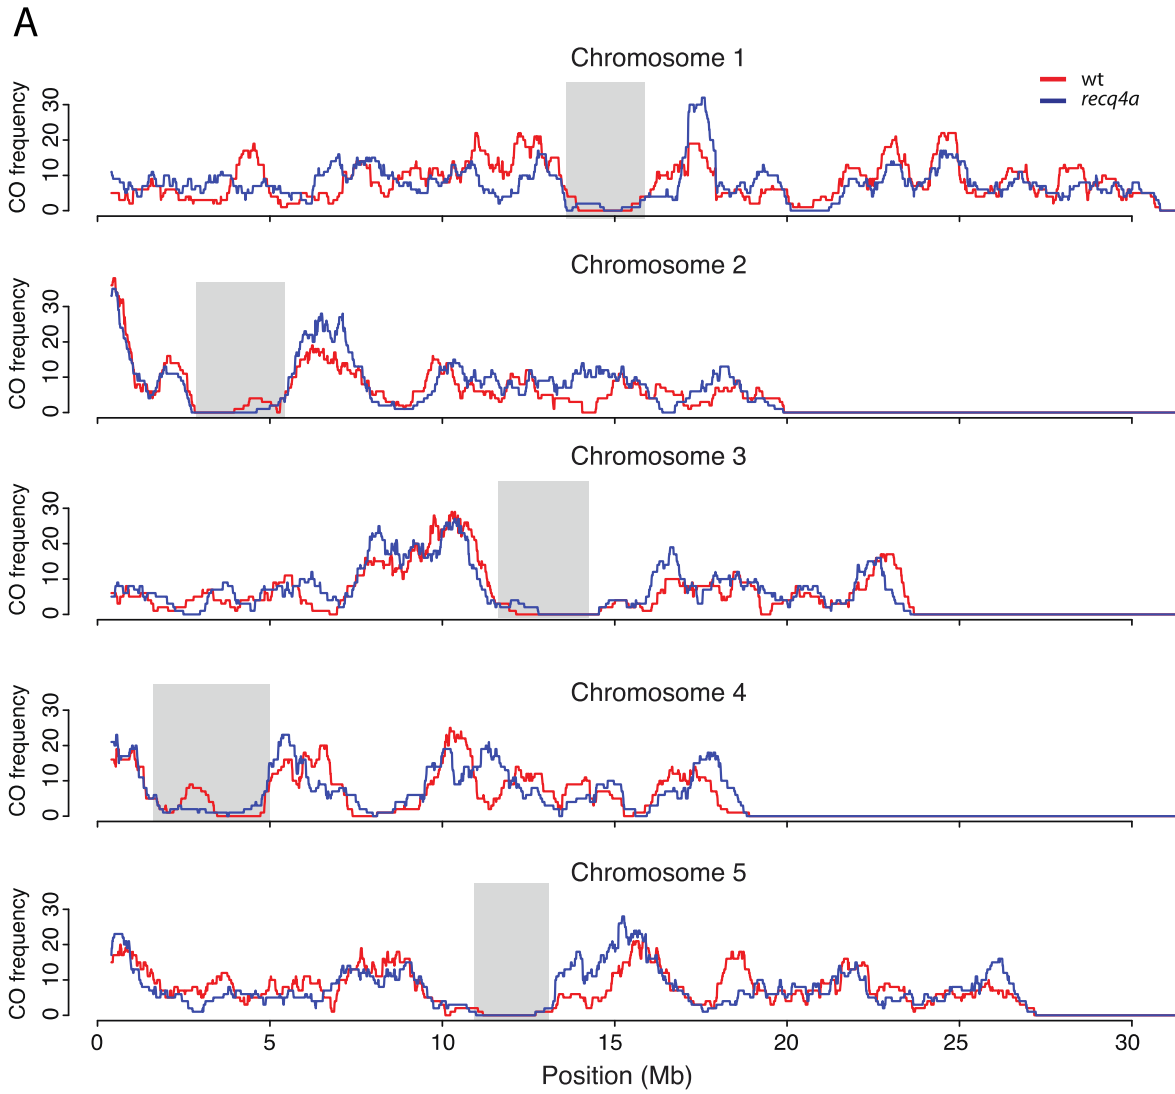 A
Chromosome 1
CO frequency
0 10 20 30
wt
recq4a
Chromosome 2
CO frequency
0 10 20 30
Chromosome 3
CO frequency
0 10 20 30
Chromosome 4
CO frequency
0 10 20 30
Chromosome 5
CO frequency
0 10 20 30
0 5 10 15 20 25 30
Position (Mb)